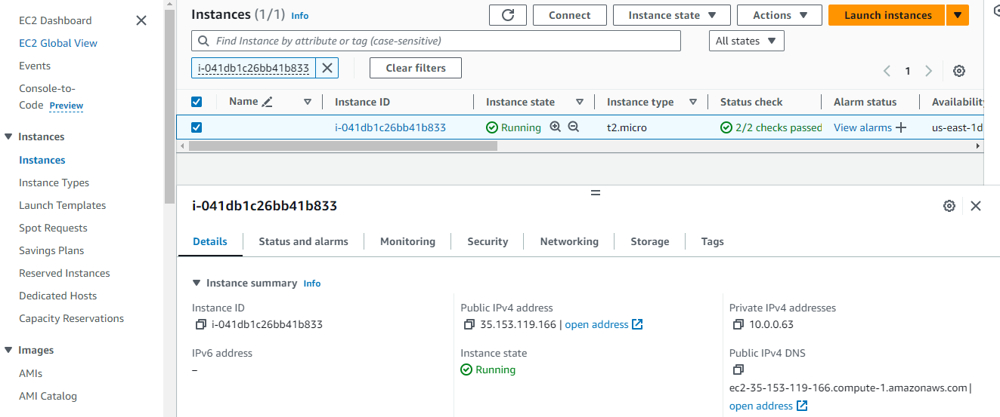 EC2 Dashboard
EC2 Global View
Events
Console-to-
Code Preview
Instances
Instances
Instance Types
Launch Templates
Spot Requests
Savings Plans
Reserved Instances
Dedicated Hosts
Capacity Reservations
Images
AMIs
AMI Catalog
Instances (1/1) Info
Connect
Instance state
Actions
Launch instances
Find Instance by attribute or tag (case-sensitive)
All states
i-041db1c26bb41b833
Clear filters
1
Name Instance ID Instance state Instance type Status check Alarm status Availability
i-041db1c26bb41b833 Running t2.micro 2/2 checks passed View alarms us-east-1d
i-041db1c26bb41b833
Details Status and alarms Monitoring Security Networking Storage Tags
Instance summary Info
Instance ID
i-041db1c26bb41b833
IPv6 address
–
Public IPv4 address
35.153.119.166 | open address
Instance state
Running
Private IPv4 addresses
10.0.0.63
Public IPv4 DNS
ec2-35-153-119-166.compute-1.amazonaws.com |
open address